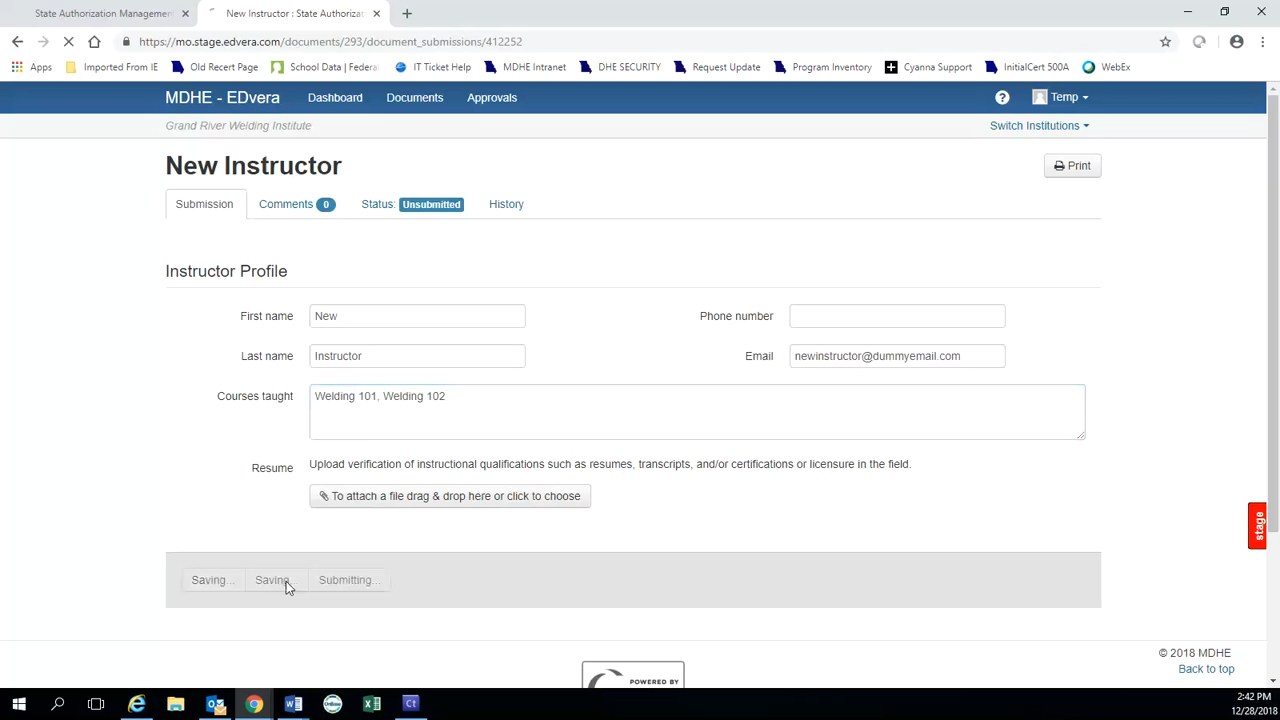 State Authorization Managemen
New Instructor : State Authorizat
https://mo.stage.edvera.com/documents/293/document_submissions/412252
Apps Imported From IE Old Recert Page School Data | Federal IT Ticket Help MDHE Intranet DHE SECURITY Request Update Program Inventory Cyanna Support InitialCert 500A WebEx
MDHE - EDvera Dashboard Documents Approvals ? Temp
Grand River Welding Institute Switch Institutions
New Instructor Print
Submission Comments 0 Status: Unsubmitted History
Instructor Profile
First name New Phone number
Last name Instructor Email newinstructor@dummyemail.com
Courses taught Welding 101, Welding 102
Resume Upload verification of instructional qualifications such as resumes, transcripts, and/or certifications or licensure in the field.
To attach a file drag & drop here or click to choose
stage
Saving... Saving... Submitting...
© 2018 MDHE
Back to top
POWERED BY
OnBase
Ct
2:42 PM
12/28/2018